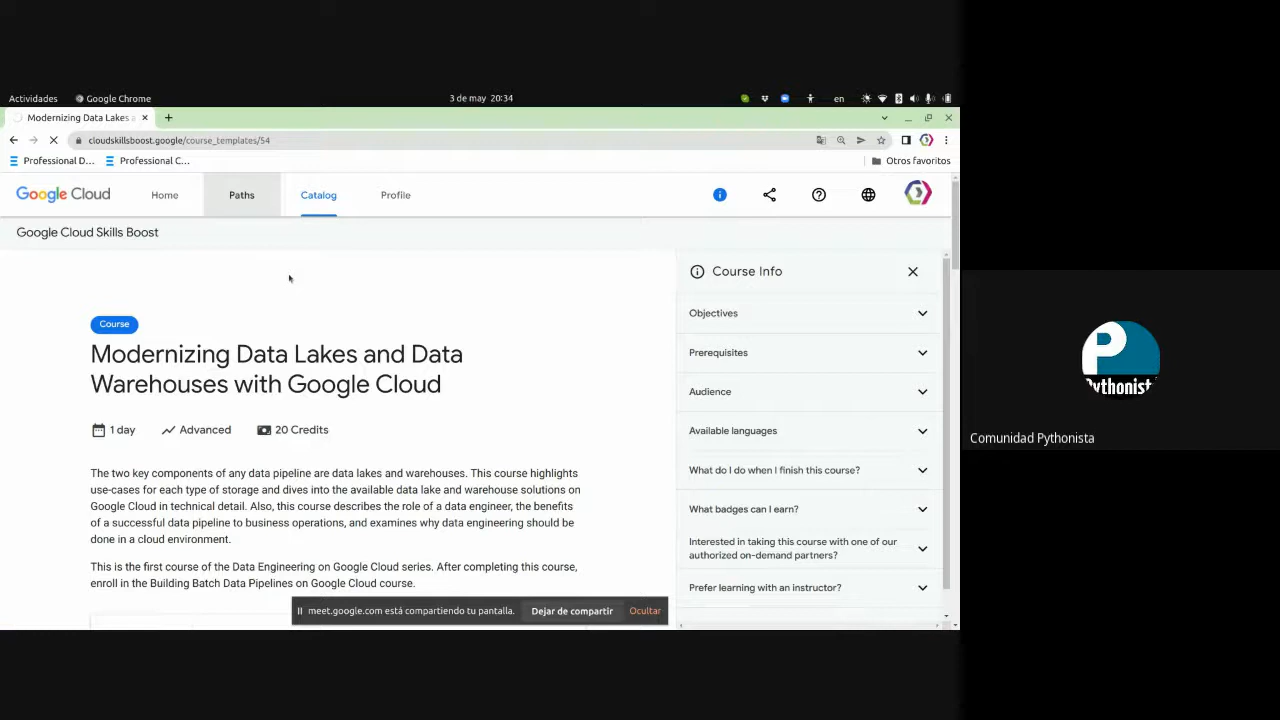 Actividades Google Chrome 3 de may 20:34 en
Modernizing Data Lakes a
cloudskillsboost.google/course_templates/54
Professional D... Professional C... Otros favoritos
Google Cloud Home Paths Catalog Profile
Google Cloud Skills Boost
Course Info
Objectives
Course
Prerequisites
Modernizing Data Lakes and Data
Warehouses with Google Cloud
Audience
1 day Advanced 20 Credits
Available languages
What do I do when I finish this course?
The two key components of any data pipeline are data lakes and warehouses. This course highlights
use-cases for each type of storage and dives into the available data lake and warehouse solutions on
Google Cloud in technical detail. Also, this course describes the role of a data engineer, the benefits
of a successful data pipeline to business operations, and examines why data engineering should be
done in a cloud environment.
What badges can I earn?
Interested in taking this course with one of our
authorized on-demand partners?
This is the first course of the Data Engineering on Google Cloud series. After completing this course,
enroll in the Building Batch Data Pipelines on Google Cloud course.
Prefer learning with an instructor?
meet.google.com está compartiendo tu pantalla. Dejar de compartir Ocultar
P
Pythonist
Comunidad Pythonista